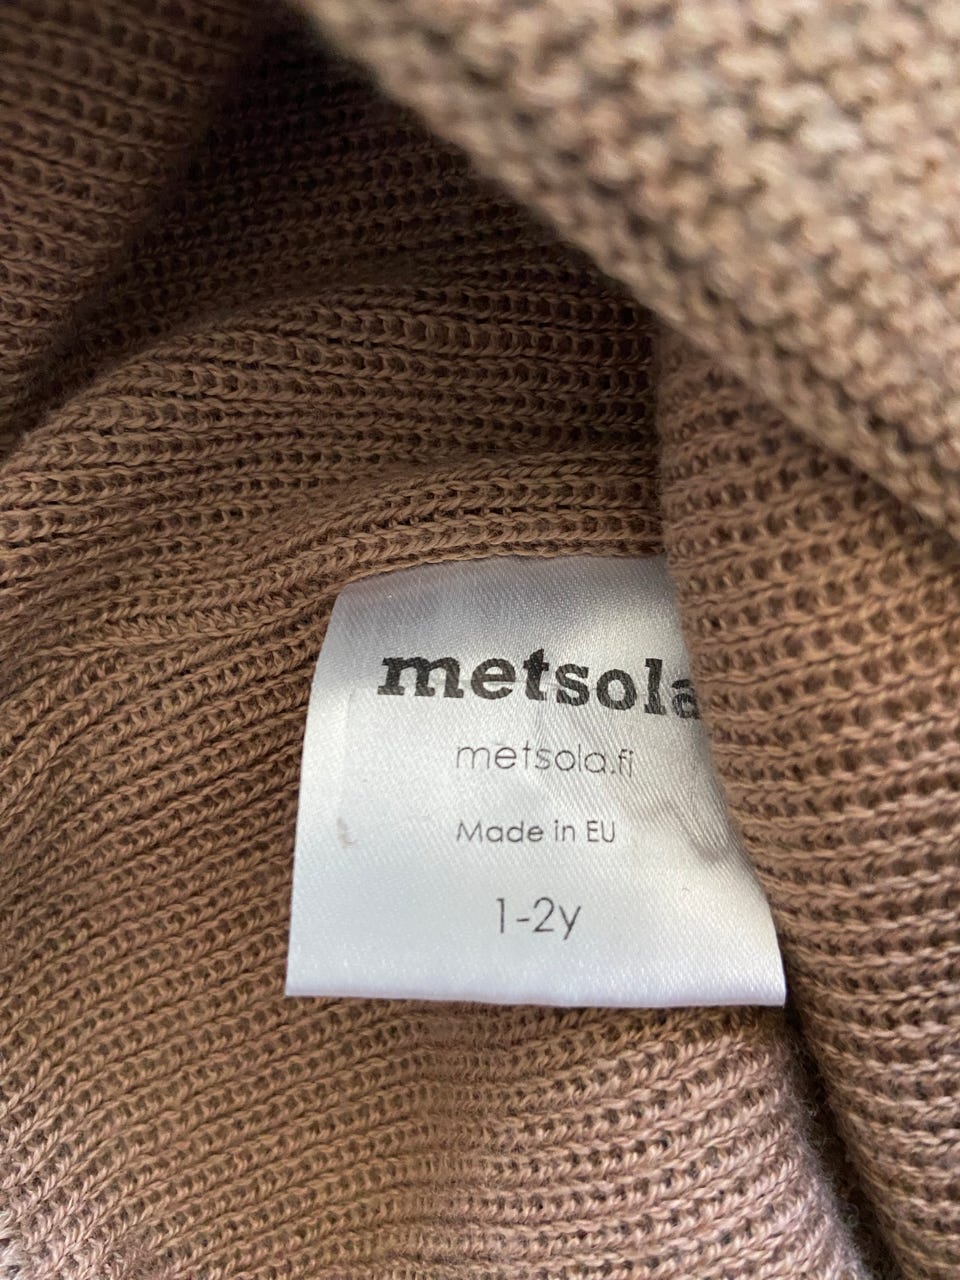 metsola
metsola.fi
Made in EU
1-2y